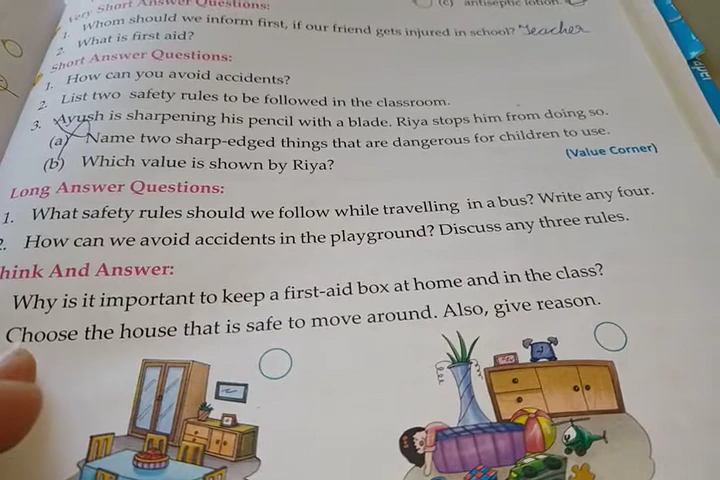 Very Short Answer Questions:
(c) antiseptic lotion.
1. Whom should we inform first, if our friend gets injured in school? Teacher
2. What is first aid?
Short Answer Questions:
1. How can you avoid accidents?
2. List two safety rules to be followed in the classroom.
3. Ayush is sharpening his pencil with a blade. Riya stops him from doing so.
(a) Name two sharp-edged things that are dangerous for children to use.
(b) Which value is shown by Riya?
(Value Corner)
Long Answer Questions:
1. What safety rules should we follow while travelling in a bus? Write any four.
2. How can we avoid accidents in the playground? Discuss any three rules.
hink And Answer:
Why is it important to keep a first-aid box at home and in the class?
Choose the house that is safe to move around. Also, give reason.